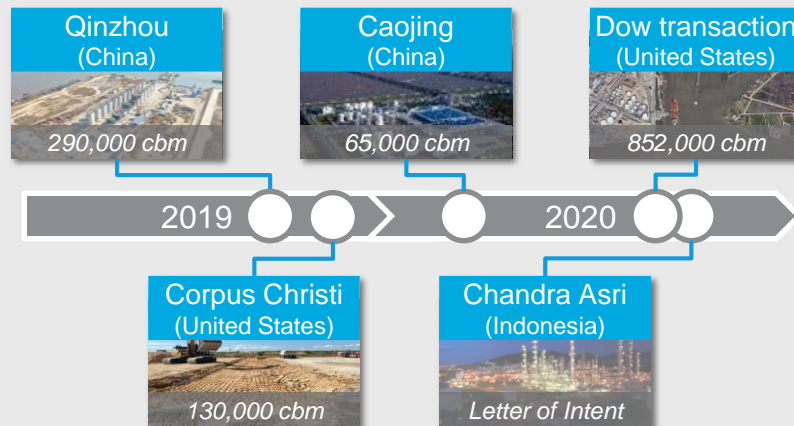 Qinzhou
(China)
290,000 cbm
Caojing
(China)
65,000 cbm
Dow transaction
(United States)
852,000 cbm
2019
2020
Corpus Christi
(United States)
130,000 cbm
Chandra Asri
(Indonesia)
Letter of Intent